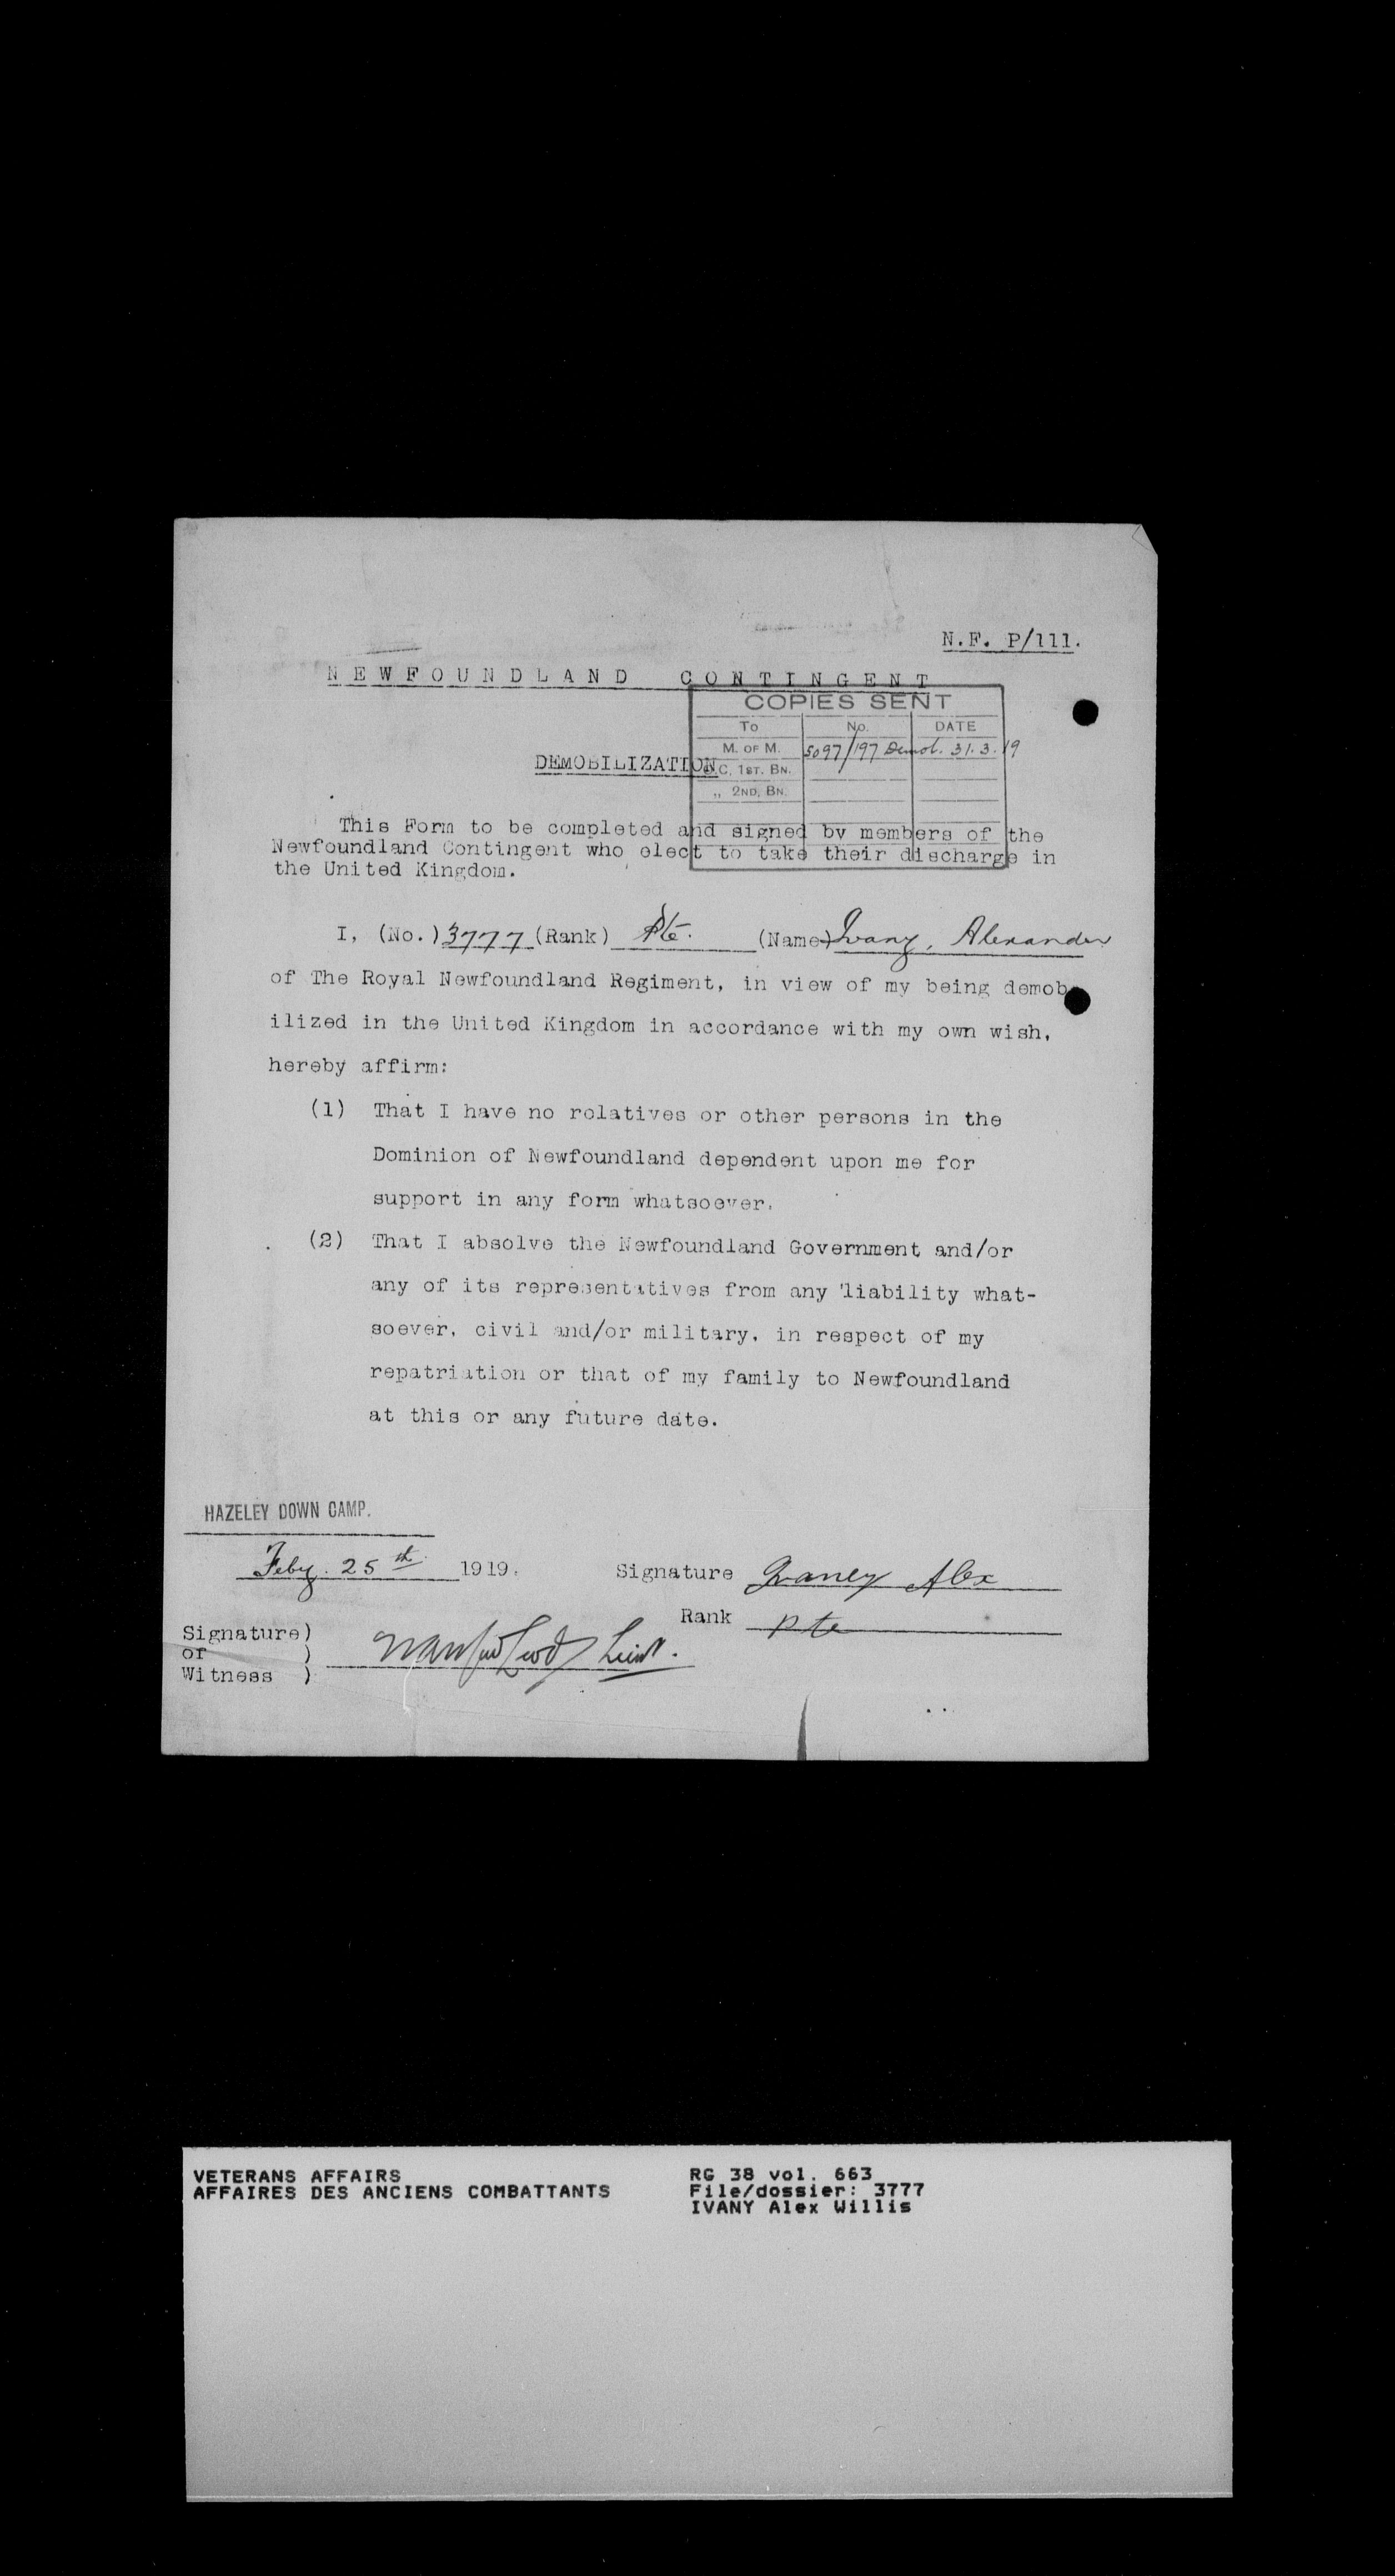 N.F. P/111.
NEWFOUNDLAND CONTINGENT
COPIES SENT
To No. DATE
M. OF M. 5097/197 Demob. 31.3.19
C, 1ST. BN.
„ 2ND, BN.
DEMOBILIZATION
This Form to be completed and signed by members of the
Newfoundland Contingent who elect to take their discharge in
the United Kingdom.
I, (No.) 3777 (Rank) Pte. (Name) Ivany, Alexander
of The Royal Newfoundland Regiment, in view of my being demob-
ilized in the United Kingdom in accordance with my own wish,
hereby affirm:
(1) That I have no relatives or other persons in the
Dominion of Newfoundland dependent upon me for
support in any form whatsoever.
(2) That I absolve the Newfoundland Government and/or
any of its representatives from any liability what-
soever, civil and/or military, in respect of my
repatriation or that of my family to Newfoundland
at this or any future date.
HAZELEY DOWN CAMP.
Feby. 25th 1919. Signature Ivaney Alex
Rank Pte
Signature)
or )
Witness ) Lieut.
VETERANS AFFAIRS
AFFAIRES DES ANCIENS COMBATTANTS
RG 38 vol. 663
File/dossier: 3777
IVANY Alex Willis